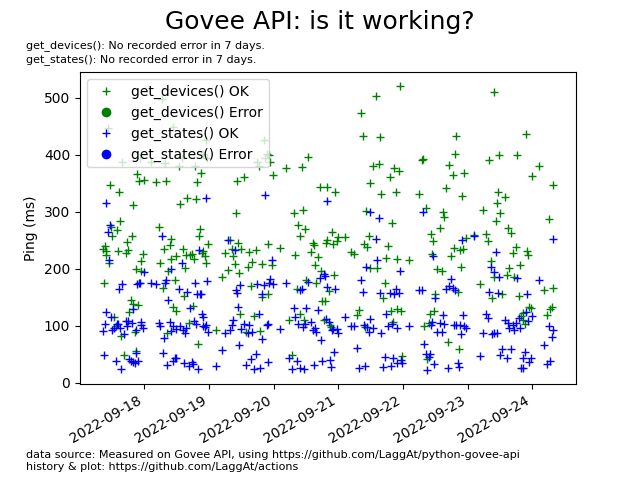 Govee API: is it working?
get_devices(): No recorded error in 7 days.
get_states(): No recorded error in 7 days.
get_devices() OK
get_devices() Error
get_states() OK
get_states() Error
Ping (ms)
500
400
300
200
100
0
2022-09-18
2022-09-19
2022-09-20
2022-09-21
2022-09-22
2022-09-23
2022-09-24
data source: Measured on Govee API, using https://github.com/LaggAt/python-govee-api
history & plot: https://github.com/LaggAt/actions